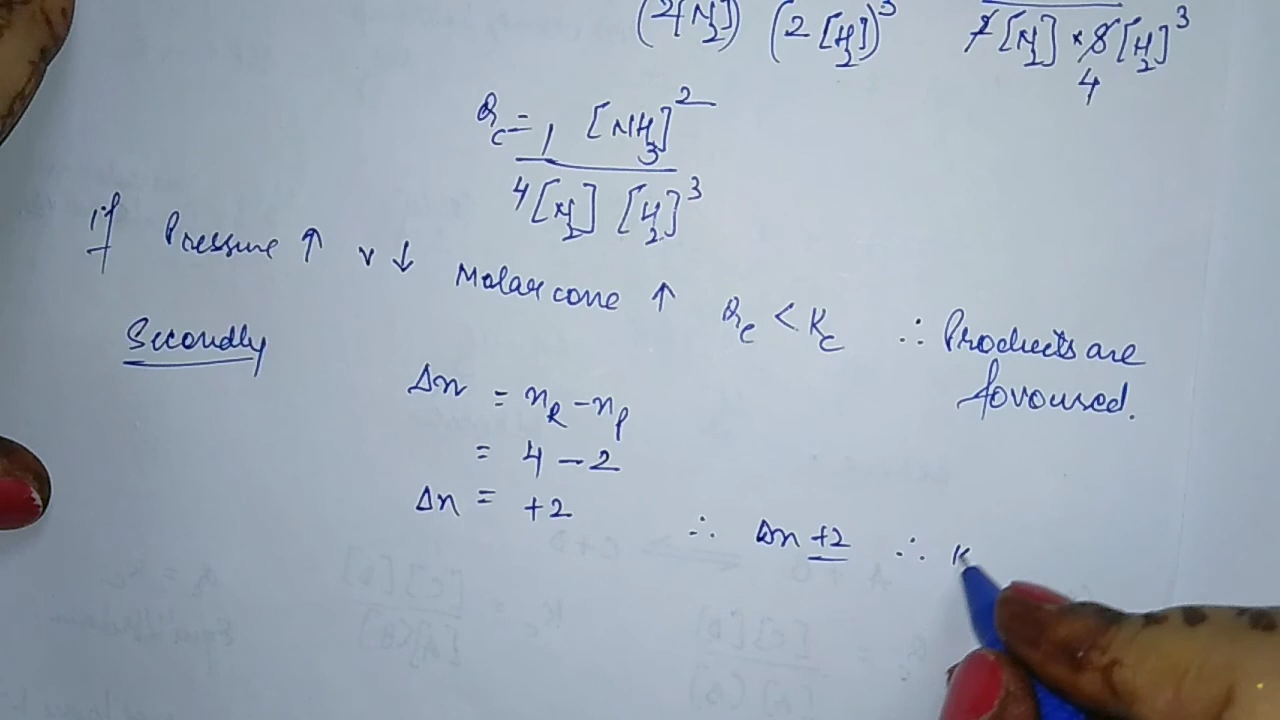 (2[N2]) (2[H2])^3 2[N2] × 8[H2]^3
4
Qc = 1 [NH3]^2
4[N2] [H2]^3
if Pressure ↑ v ↓ Molar conc ↑ Qc < Kc ∴ Products are
favoured.
Secondly
Δn = nR - nP
= 4 - 2
Δn = +2
∴ Δn +2 ∴ K